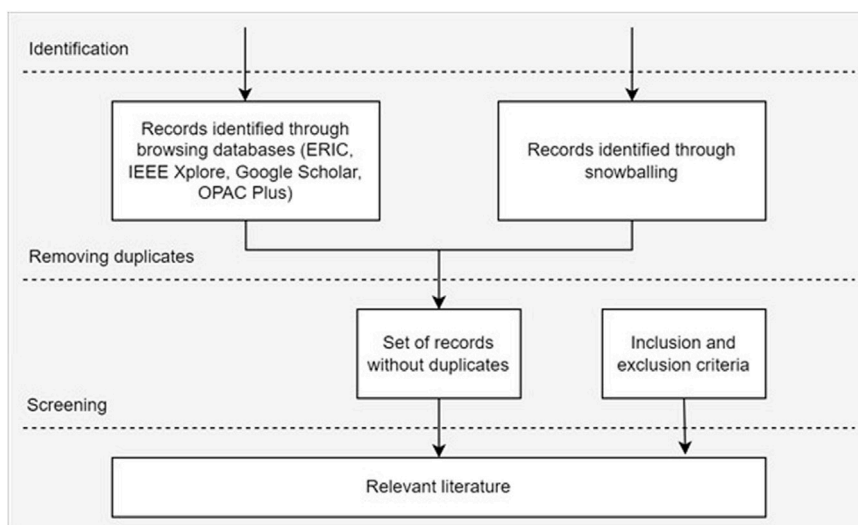 Identification
Records identified through
browsing databases (ERIC,
IEEE Xplore, Google Scholar,
OPAC Plus)
Records identified through
snowballing
Removing duplicates
Set of records
without duplicates
Inclusion and
exclusion criteria
Screening
Relevant literature